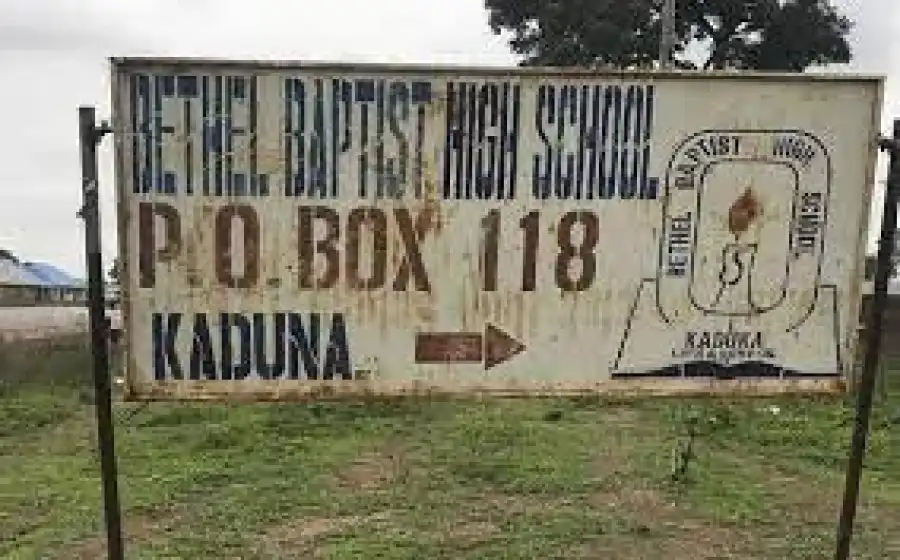 BETHEL BAPTIST HIGH SCHOOL
P.O. BOX 118
KADUNA.
BETHEL BAPTIST HIGH SCHOOL
KADUNA